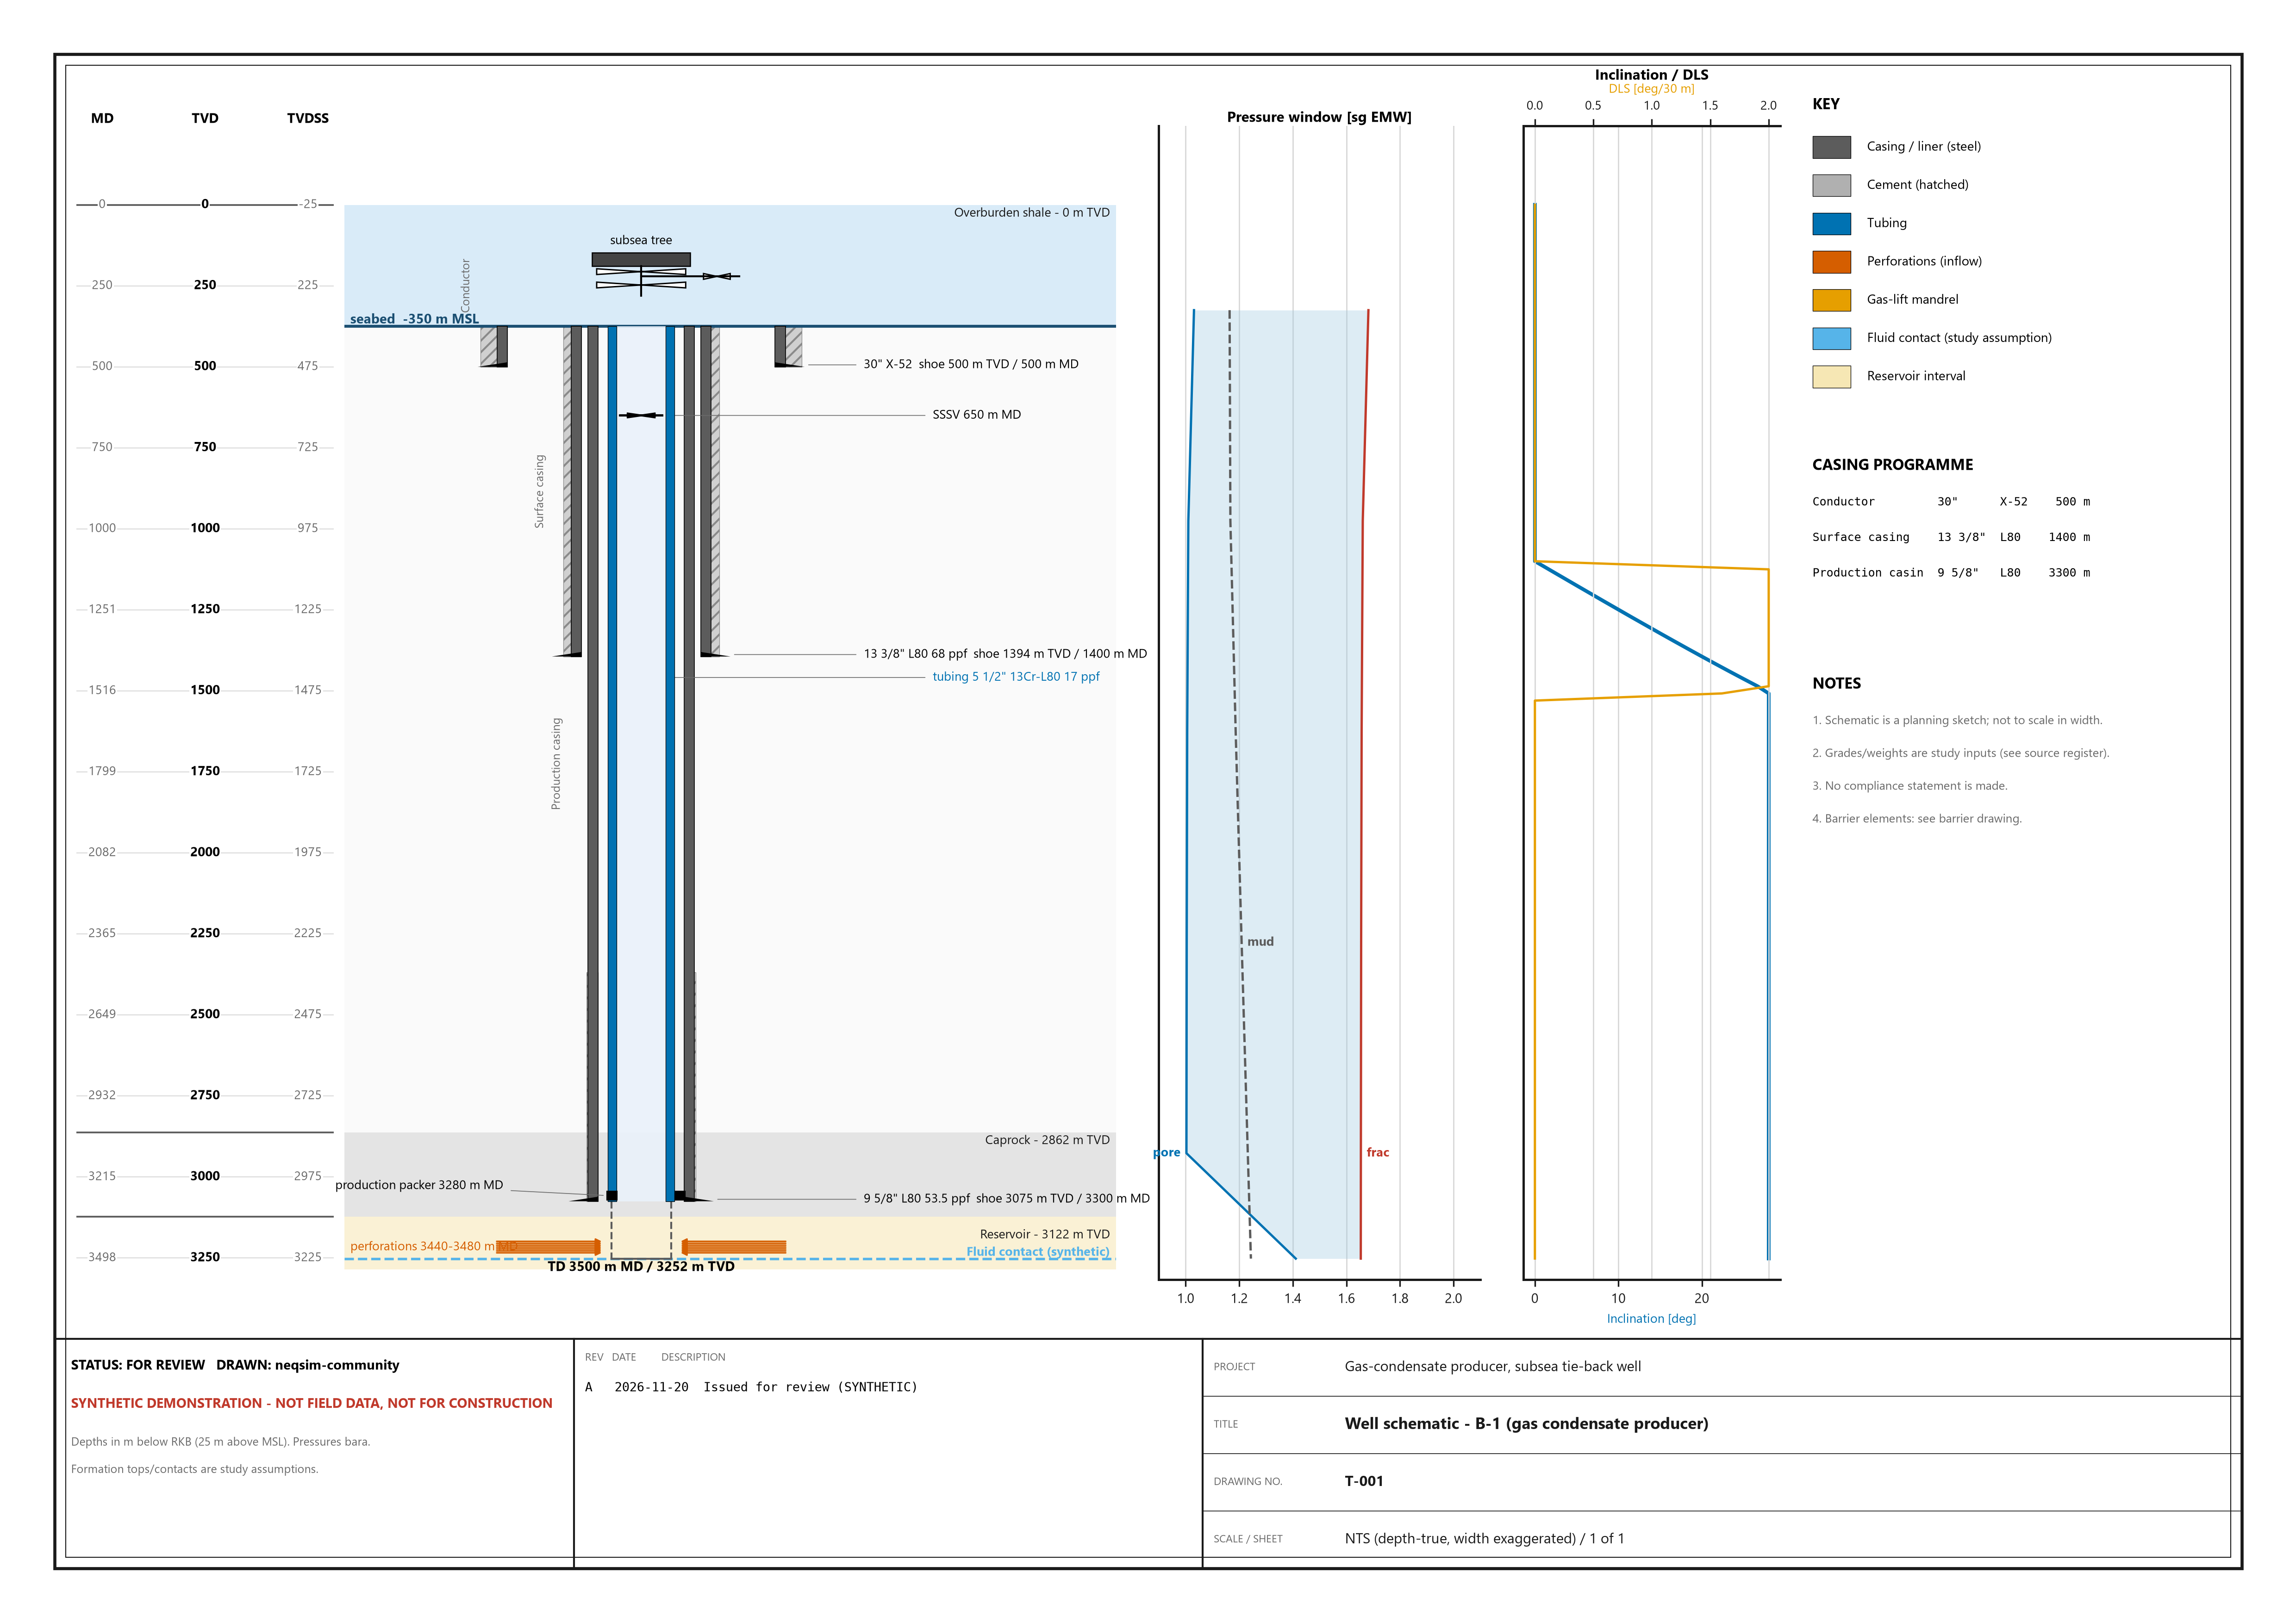 MD TVD TVDSS
0 0 -25
250 250 225
500 500 475
750 750 725
1000 1000 975
1251 1250 1225
1516 1500 1475
1799 1750 1725
2082 2000 1975
2365 2250 2225
2649 2500 2475
2932 2750 2725
3215 3000 2975
3498 3250 3225
Overburden shale - 0 m TVD
subsea tree
Conductor
seabed -350 m MSL
30" X-52 shoe 500 m TVD / 500 m MD
SSSV 650 m MD
Surface casing
13 3/8" L80 68 ppf shoe 1394 m TVD / 1400 m MD
tubing 5 1/2" 13Cr-L80 17 ppf
Production casing
Caprock - 2862 m TVD
production packer 3280 m MD
9 5/8" L80 53.5 ppf shoe 3075 m TVD / 3300 m MD
Reservoir - 3122 m TVD
perforations 3440-3480 m MD
Fluid contact (synthetic)
TD 3500 m MD / 3252 m TVD
Pressure window [sg EMW]
mud
pore
frac
1.0 1.2 1.4 1.6 1.8 2.0
Inclination / DLS
DLS [deg/30 m]
0.0 0.5 1.0 1.5 2.0
0 10 20
Inclination [deg]
KEY
Casing / liner (steel)
Cement (hatched)
Tubing
Perforations (inflow)
Gas-lift mandrel
Fluid contact (study assumption)
Reservoir interval
CASING PROGRAMME
Conductor 30" X-52 500 m
Surface casing 13 3/8" L80 1400 m
Production casin 9 5/8" L80 3300 m
NOTES
1. Schematic is a planning sketch; not to scale in width.
2. Grades/weights are study inputs (see source register).
3. No compliance statement is made.
4. Barrier elements: see barrier drawing.
STATUS: FOR REVIEW DRAWN: neqsim-community
SYNTHETIC DEMONSTRATION - NOT FIELD DATA, NOT FOR CONSTRUCTION
Depths in m below RKB (25 m above MSL). Pressures bara.
Formation tops/contacts are study assumptions.
REV DATE DESCRIPTION
A 2026-11-20 Issued for review (SYNTHETIC)
PROJECT Gas-condensate producer, subsea tie-back well
TITLE Well schematic - B-1 (gas condensate producer)
DRAWING NO. T-001
SCALE / SHEET NTS (depth-true, width exaggerated) / 1 of 1